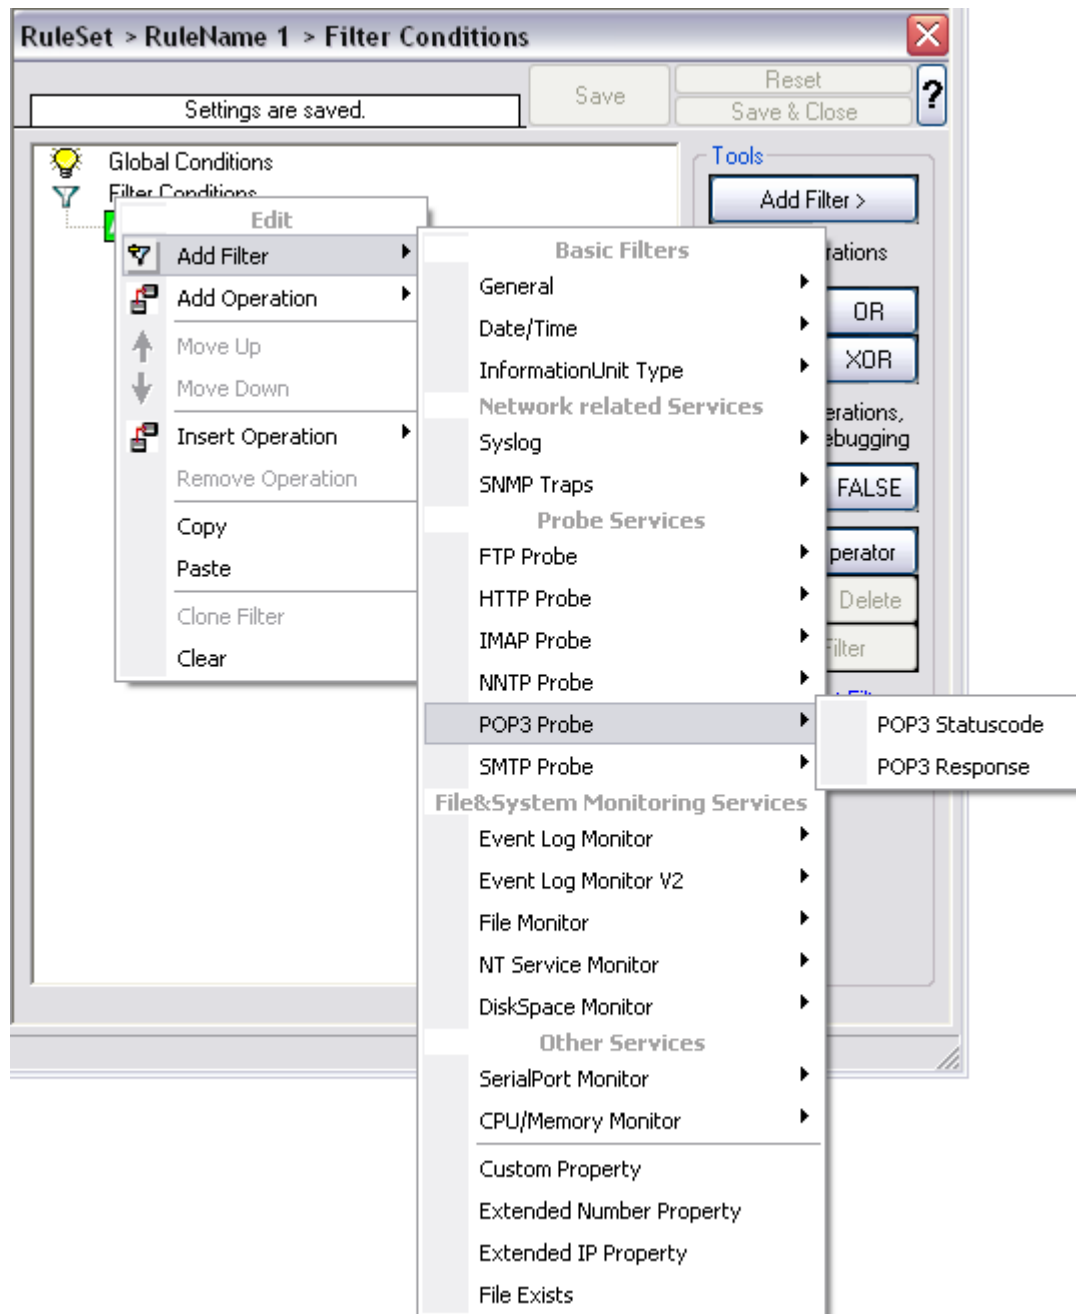 RuleSet > RuleName 1 > Filter Conditions
Settings are saved.
Save
Reset
Save & Close
?
Global Conditions
Filter Conditions
Tools
Add Filter >
OR
XOR
FALSE
Delete
Edit
Add Filter
Add Operation
Move Up
Move Down
Insert Operation
Remove Operation
Copy
Paste
Clone Filter
Clear
Basic Filters
General
Date/Time
InformationUnit Type
Network related Services
Syslog
SNMP Traps
Probe Services
FTP Probe
HTTP Probe
IMAP Probe
NNTP Probe
POP3 Probe
SMTP Probe
File&System Monitoring Services
Event Log Monitor
Event Log Monitor V2
File Monitor
NT Service Monitor
DiskSpace Monitor
Other Services
SerialPort Monitor
CPU/Memory Monitor
Custom Property
Extended Number Property
Extended IP Property
File Exists
POP3 Statuscode
POP3 Response